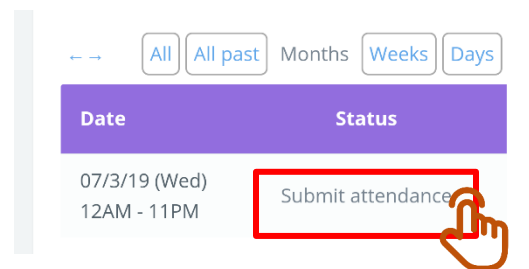 ←→ All All past Months Weeks Days
Date Status
07/3/19 (Wed)
12AM - 11PM
Submit attendance